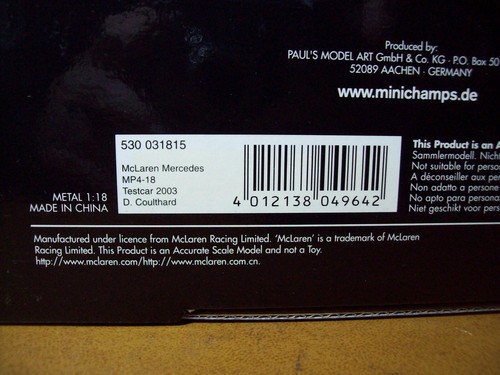 Produced by:
PAUL'S MODEL ART GmbH & Co. KG · P.O. Box 50
52089 AACHEN · GERMANY
www.minichamps.de
530 031815
McLaren Mercedes
MP4-18
Testcar 2003
D. Coulthard
4 012138 049642
METAL 1:18
MADE IN CHINA
This Product is an A
Sammlermodell. Nich
Not suitable for perso
A déconseiller aux pe
Non adatto a persone
No apto para persona
Niet geschikt voor pers
Manufactured under licence from McLaren Racing Limited. 'McLaren' is a trademark of McLaren
Racing Limited. This Product is an Accurate Scale Model and not a Toy.
http://www.mclaren.com/http://www.mclaren.com.cn.